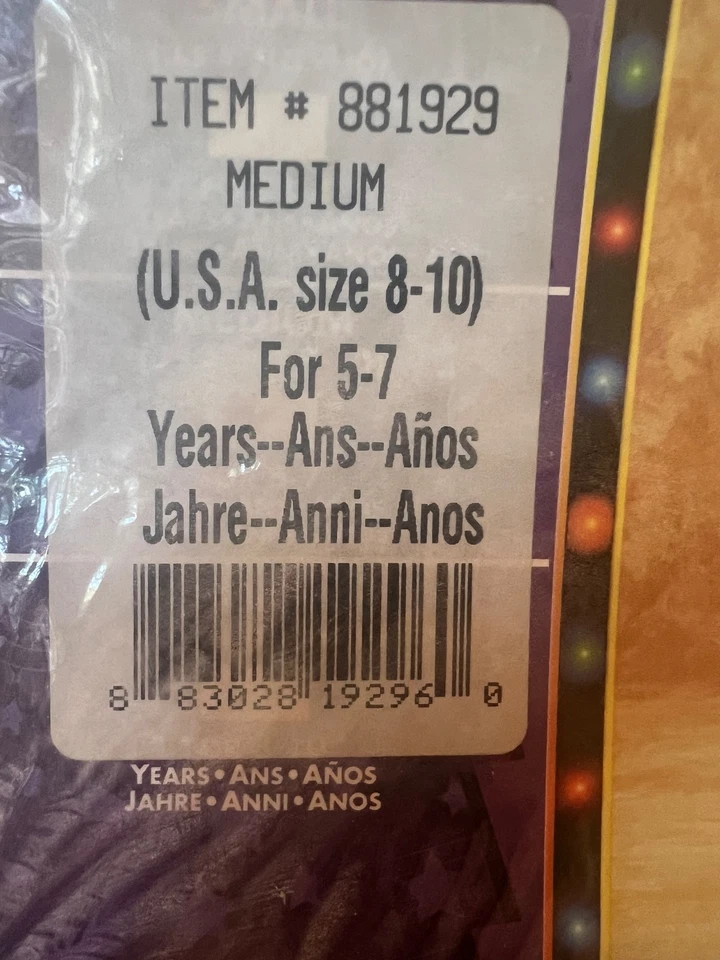 ITEM # 881929
MEDIUM
(U.S.A. size 8-10)
For 5-7
Years--Ans--Años
Jahre--Anni--Anos
8 83028 19296 0
YEARS•ANS•AÑOS
JAHRE•ANNI•ANOS